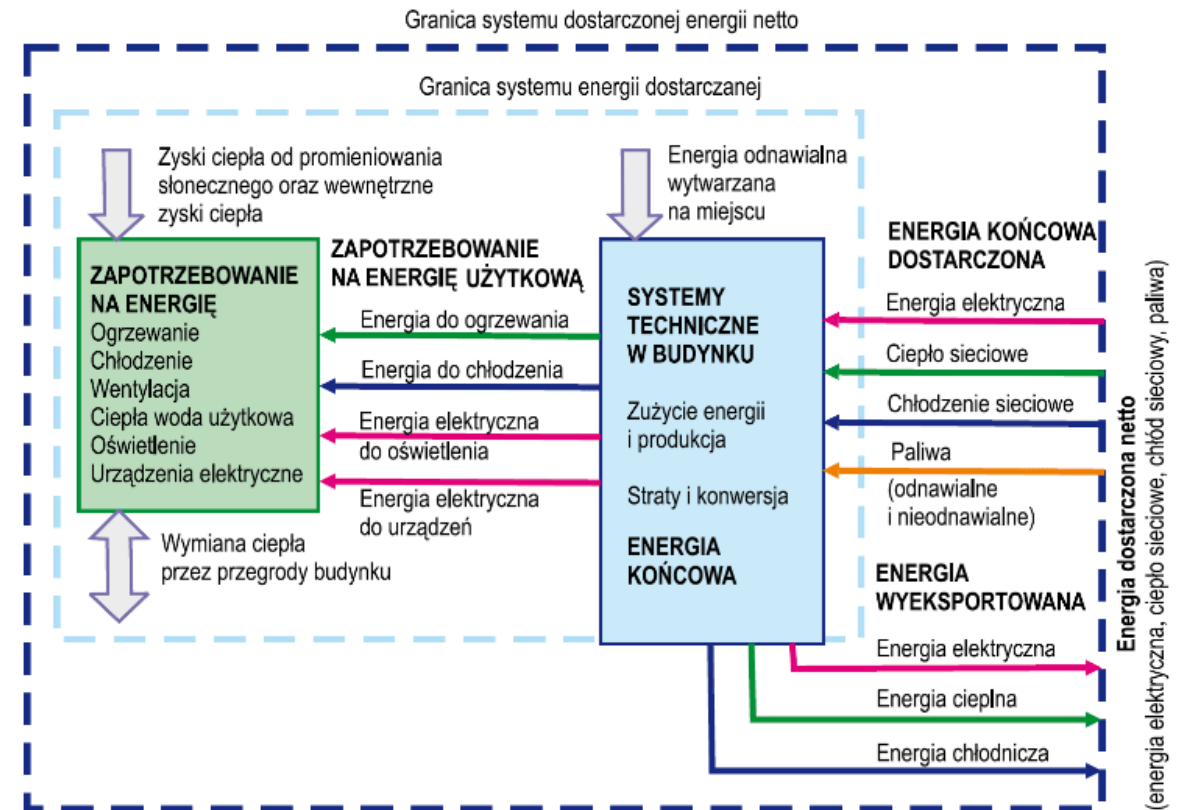 Granica systemu dostarczonej energii netto
Granica systemu energii dostarczanej
Zyski ciepła od promieniowania
słonecznego oraz wewnętrzne
zyski ciepła
Energia odnawialna
wytwarzana
na miejscu
ZAPOTRZEBOWANIE
NA ENERGIĘ
Ogrzewanie
Chłodzenie
Wentylacja
Ciepła woda użytkowa
Oświetlenie
Urządzenia elektryczne
ZAPOTRZEBOWANIE
NA ENERGIĘ UŻYTKOWĄ
Energia do ogrzewania
Energia do chłodzenia
Energia elektryczna
do oświetlenia
Energia elektryczna
do urządzeń
Wymiana ciepła
przez przegrody budynku
SYSTEMY
TECHNICZNE
W BUDYNKU
Zużycie energii
i produkcja
Straty i konwersja
ENERGIA
KOŃCOWA
ENERGIA KOŃCOWA
DOSTARCZONA
Energia elektryczna
Ciepło sieciowe
Chłodzenie sieciowe
Paliwa
(odnawialne
i nieodnawialne)
ENERGIA
WYEKSPORTOWANA
Energia elektryczna
Energia cieplna
Energia chłodnicza
Energia dostarczona netto
(energia elektryczna, ciepło sieciowe, chłód sieciowy, paliwa)